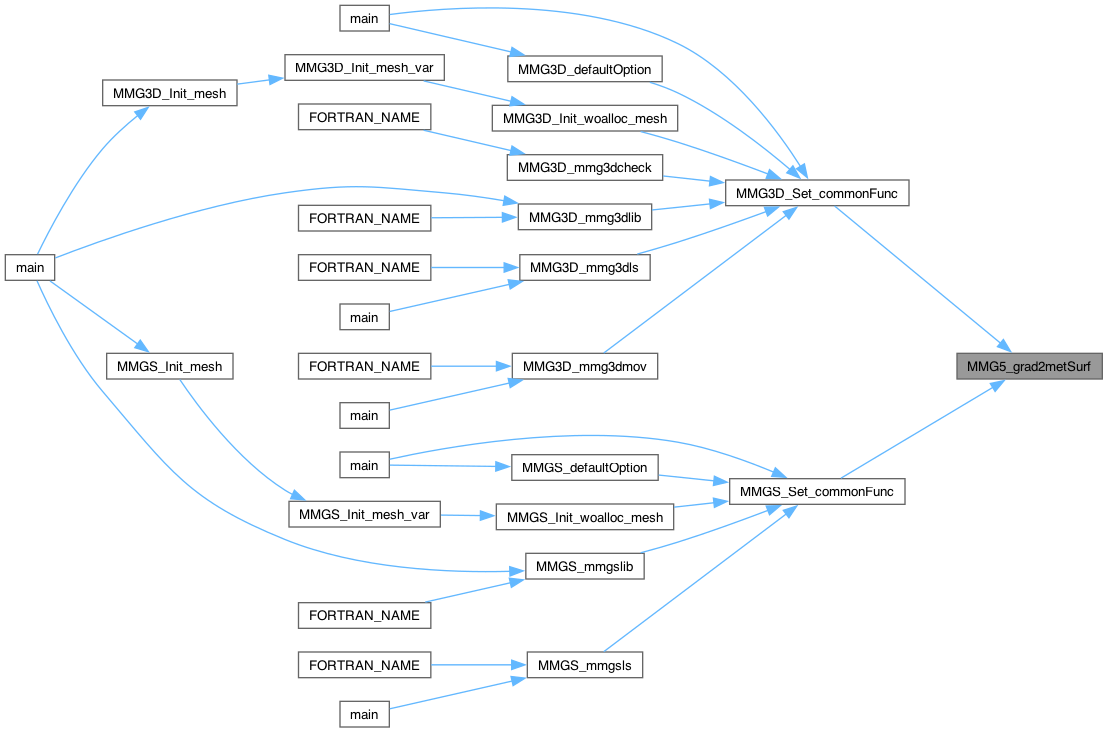 main
MMG3D_Init_mesh_var
MMG3D_defaultOption
MMG3D_Init_mesh
FORTRAN_NAME
MMG3D_Init_woalloc_mesh
MMG3D_mmg3dcheck
MMG3D_Set_commonFunc
FORTRAN_NAME
MMG3D_mmg3dlib
main
FORTRAN_NAME
MMG3D_mmg3dls
main
MMGS_Init_mesh
FORTRAN_NAME
MMG3D_mmg3dmov
MMG5_grad2metSurf
main
main
MMGS_defaultOption
MMGS_Set_commonFunc
MMGS_Init_mesh_var
MMGS_Init_woalloc_mesh
MMGS_mmgslib
FORTRAN_NAME
FORTRAN_NAME
MMGS_mmgsls
main